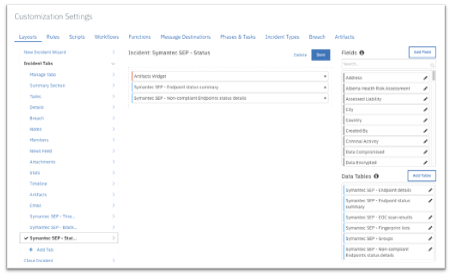 Customization Settings
Layouts Rules Scripts Workflows Functions Message Destinations Phases & Tasks Incident Types Breach Artifacts
New Incident Wizard
Incident Tabs
Manage Tabs
Summary Section
Tasks
Details
Breach
Notes
Members
News Feed
Attachments
Stats
Timeline
Artifacts
Email
Symantec SEP - Time...
Symantec SEP - Black...
Symantec SEP - Stat...
Add Tab
Close Incident
Incident: Symantec SEP - Status
Delete Save
Artifacts Widget
Symantec SEP - Endpoint status summary
Symantec SEP - Non-compliant Endpoints status details
Fields
Add Field
Search...
Address
Alberta Health Risk Assessment
Assessed Liability
City
Country
Created By
Criminal Activity
Data Compromised
Data Encrypted
Data Tables
Add Table
Symantec SEP - Endpoint details
Symantec SEP - Endpoint status
summary
Symantec SEP - EOC scan results
Symantec SEP - Fingerprint lists
Symantec SEP - Groups
Symantec SEP - Non-compliant
Endpoints status details